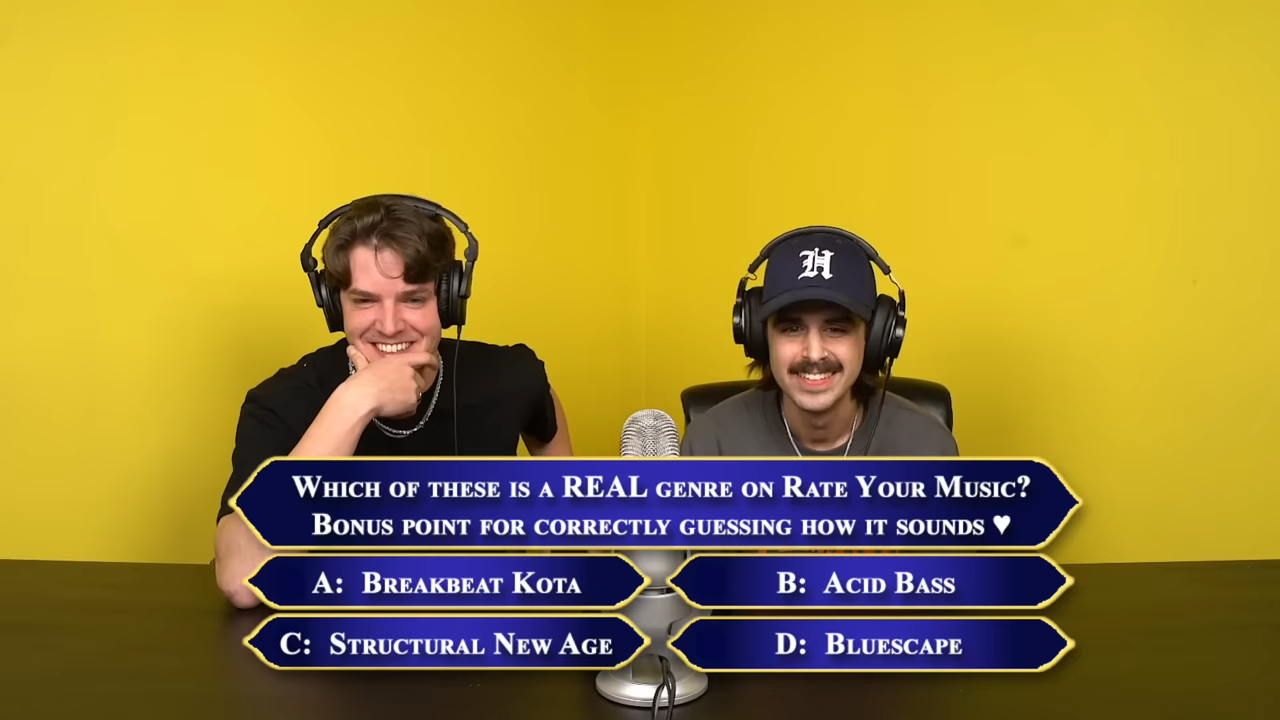 H
Which of these is a REAL genre on Rate Your Music?
Bonus point for correctly guessing how it sounds ♥
A: Breakbeat Kota
B: Acid Bass
C: Structural New Age
D: Bluescape